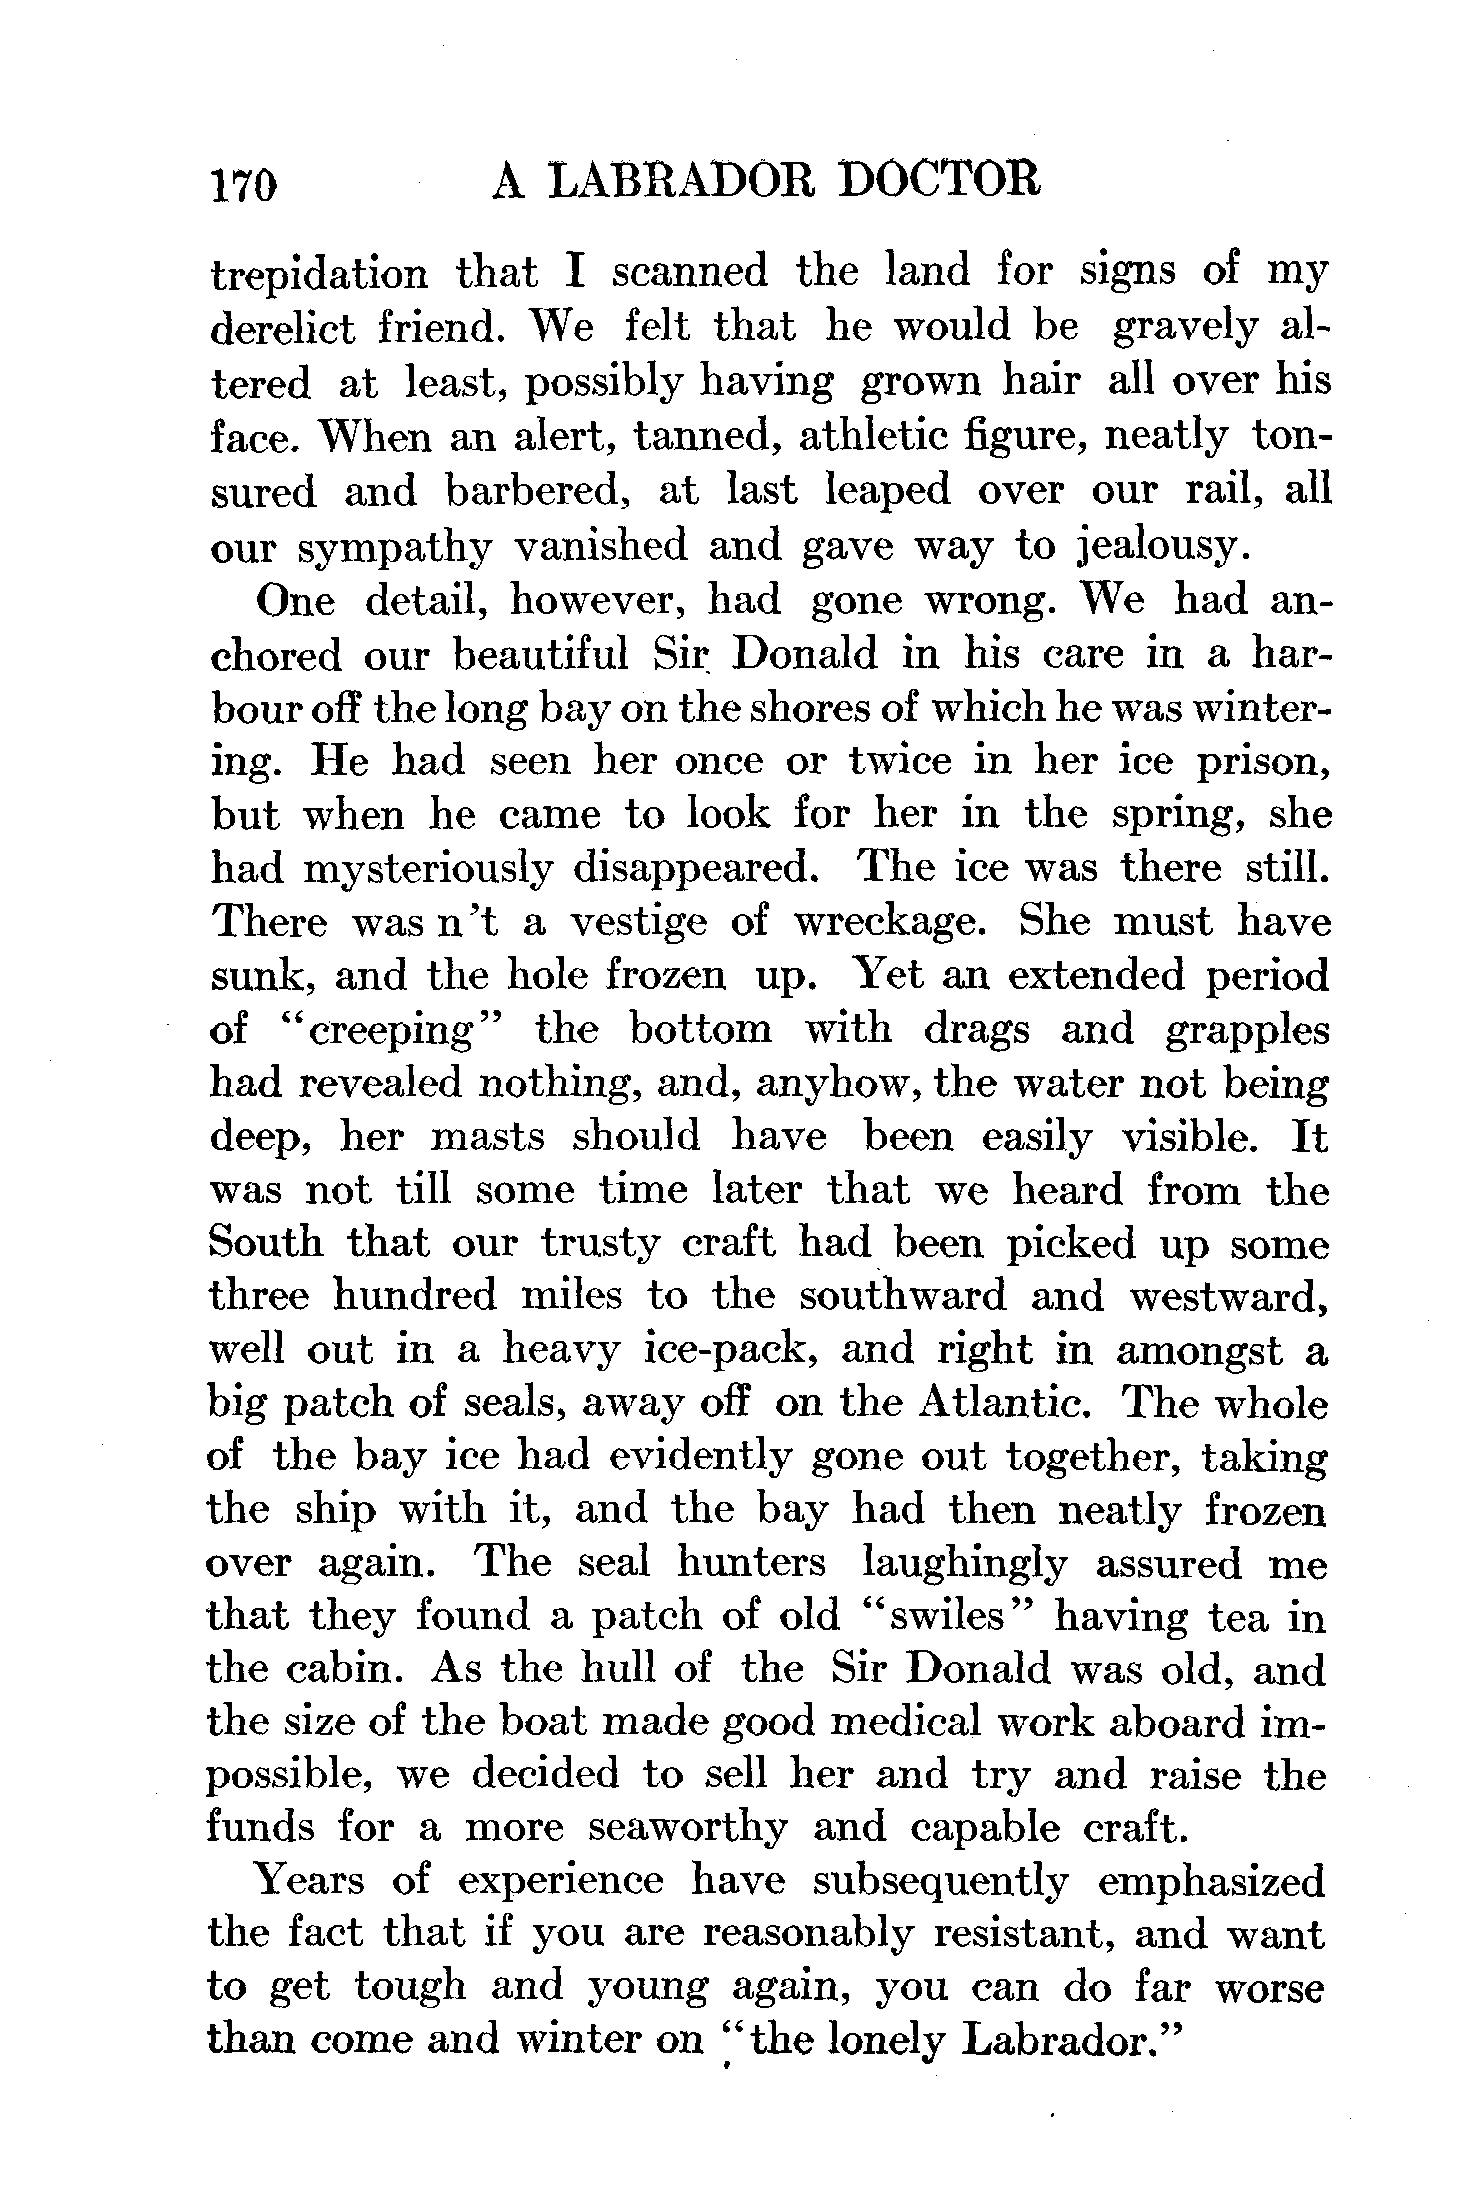 170 A LABRADOR DOCTOR
trepidation that I scanned the land for signs of my
derelict friend. We felt that he would be gravely al-
tered at least, possibly having grown hair all over his
face. When an alert, tanned, athletic figure, neatly ton-
sured and barbered, at last leaped over our rail, all
our sympathy vanished and gave way to jealousy.
One detail, however, had gone wrong. We had an-
chored our beautiful Sir Donald in his care in a har-
bour off the long bay on the shores of which he was winter-
ing. He had seen her once or twice in her ice prison,
but when he came to look for her in the spring, she
had mysteriously disappeared. The ice was there still.
There was n't a vestige of wreckage. She must have
sunk, and the hole frozen up. Yet an extended period
of "creeping" the bottom with drags and grapples
had revealed nothing, and, anyhow, the water not being
deep, her masts should have been easily visible. It
was not till some time later that we heard from the
South that our trusty craft had been picked up some
three hundred miles to the southward and westward,
well out in a heavy ice-pack, and right in amongst a
big patch of seals, away off on the Atlantic. The whole
of the bay ice had evidently gone out together, taking
the ship with it, and the bay had then neatly frozen
over again. The seal hunters laughingly assured me
that they found a patch of old "swiles" having tea in
the cabin. As the hull of the Sir Donald was old, and
the size of the boat made good medical work aboard im-
possible, we decided to sell her and try and raise the
funds for a more seaworthy and capable craft.
Years of experience have subsequently emphasized
the fact that if you are reasonably resistant, and want
to get tough and young again, you can do far worse
than come and winter on "the lonely Labrador."